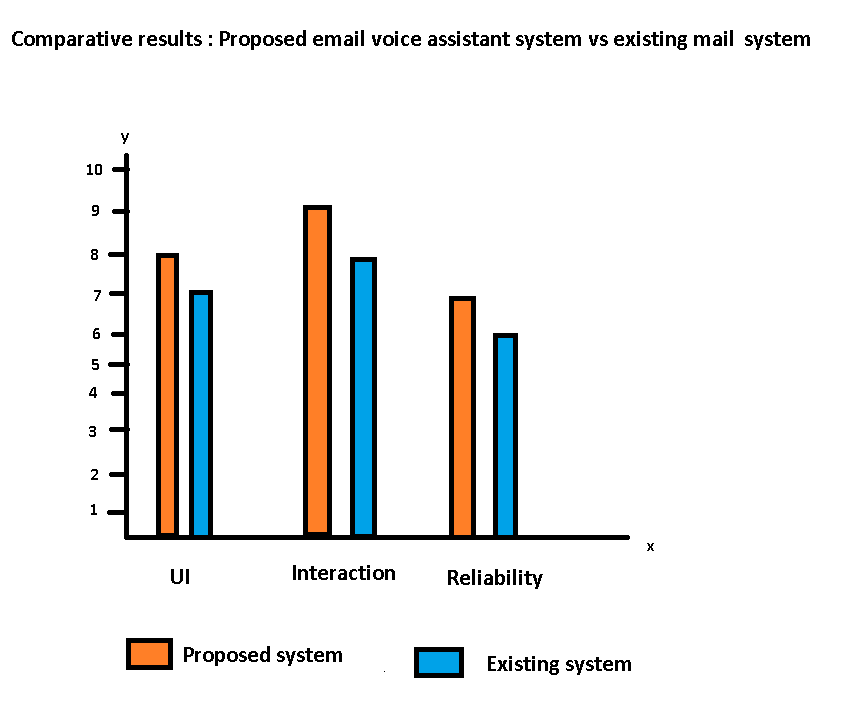 Comparative results : Proposed email voice assistant system vs existing mail  system
y
10
9
8
7
6
5
4
3
2
1
x
UI
Interaction
Reliability
Proposed system
Existing system